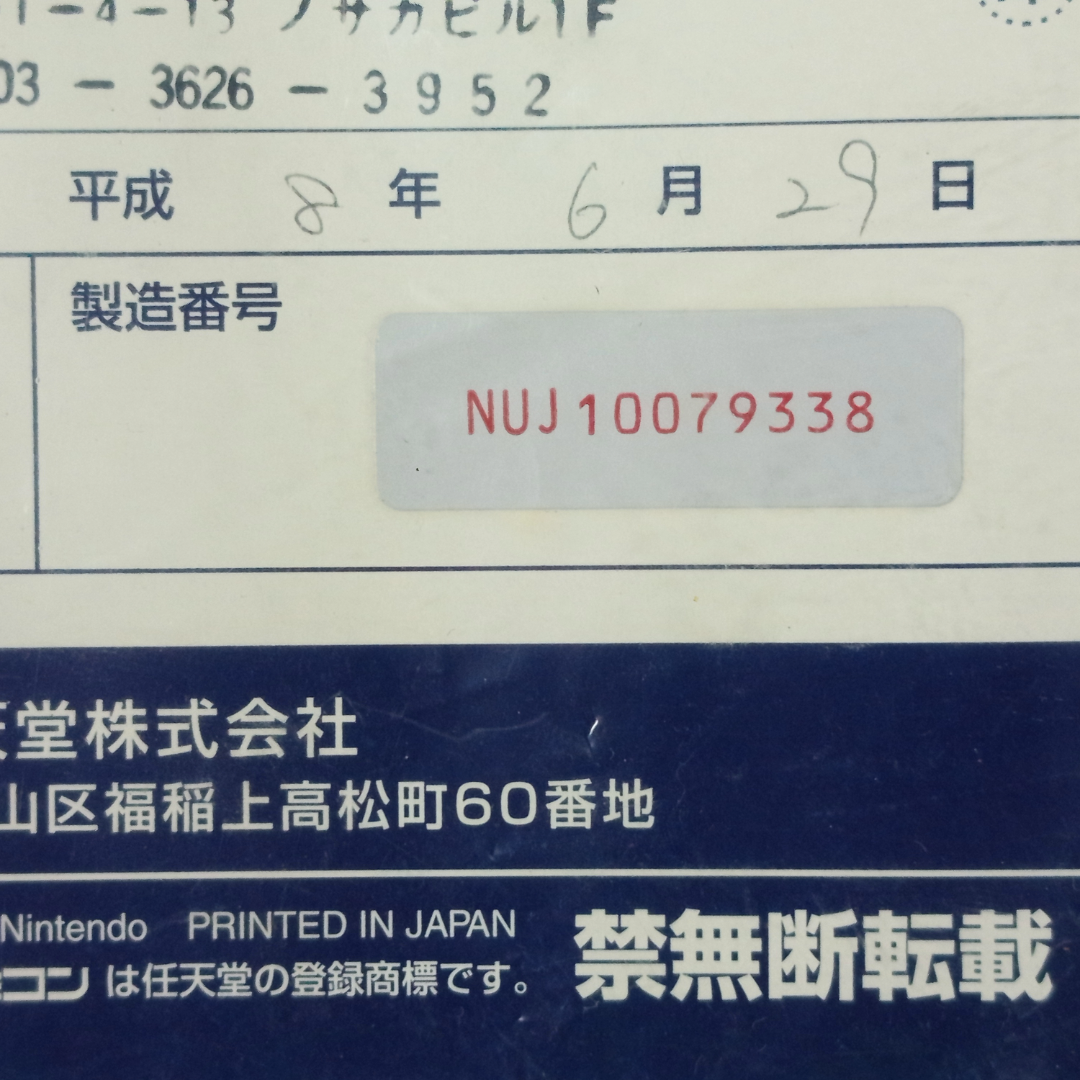 1-4-13 ノサカビル1F
03 - 3626 - 3952
平成 8 年 6 月 29 日
製造番号
NUJ10079338
天堂株式会社
山区福稲上高松町60番地
Nintendo PRINTED IN JAPAN
コン は任天堂の登録商標です。
禁無断転載